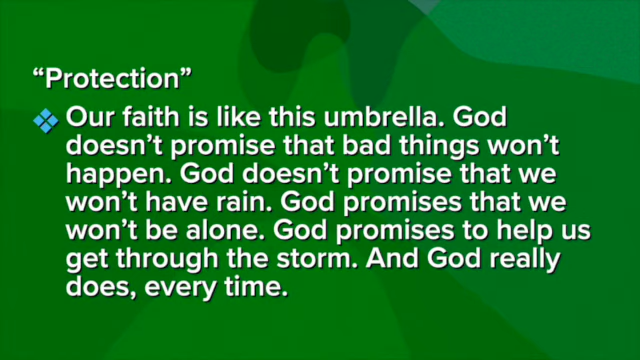 “Protection”
Our faith is like this umbrella. God
doesn’t promise that bad things won’t
happen. God doesn’t promise that we
won’t have rain. God promises that we
won’t be alone. God promises to help us
get through the storm. And God really
does, every time.